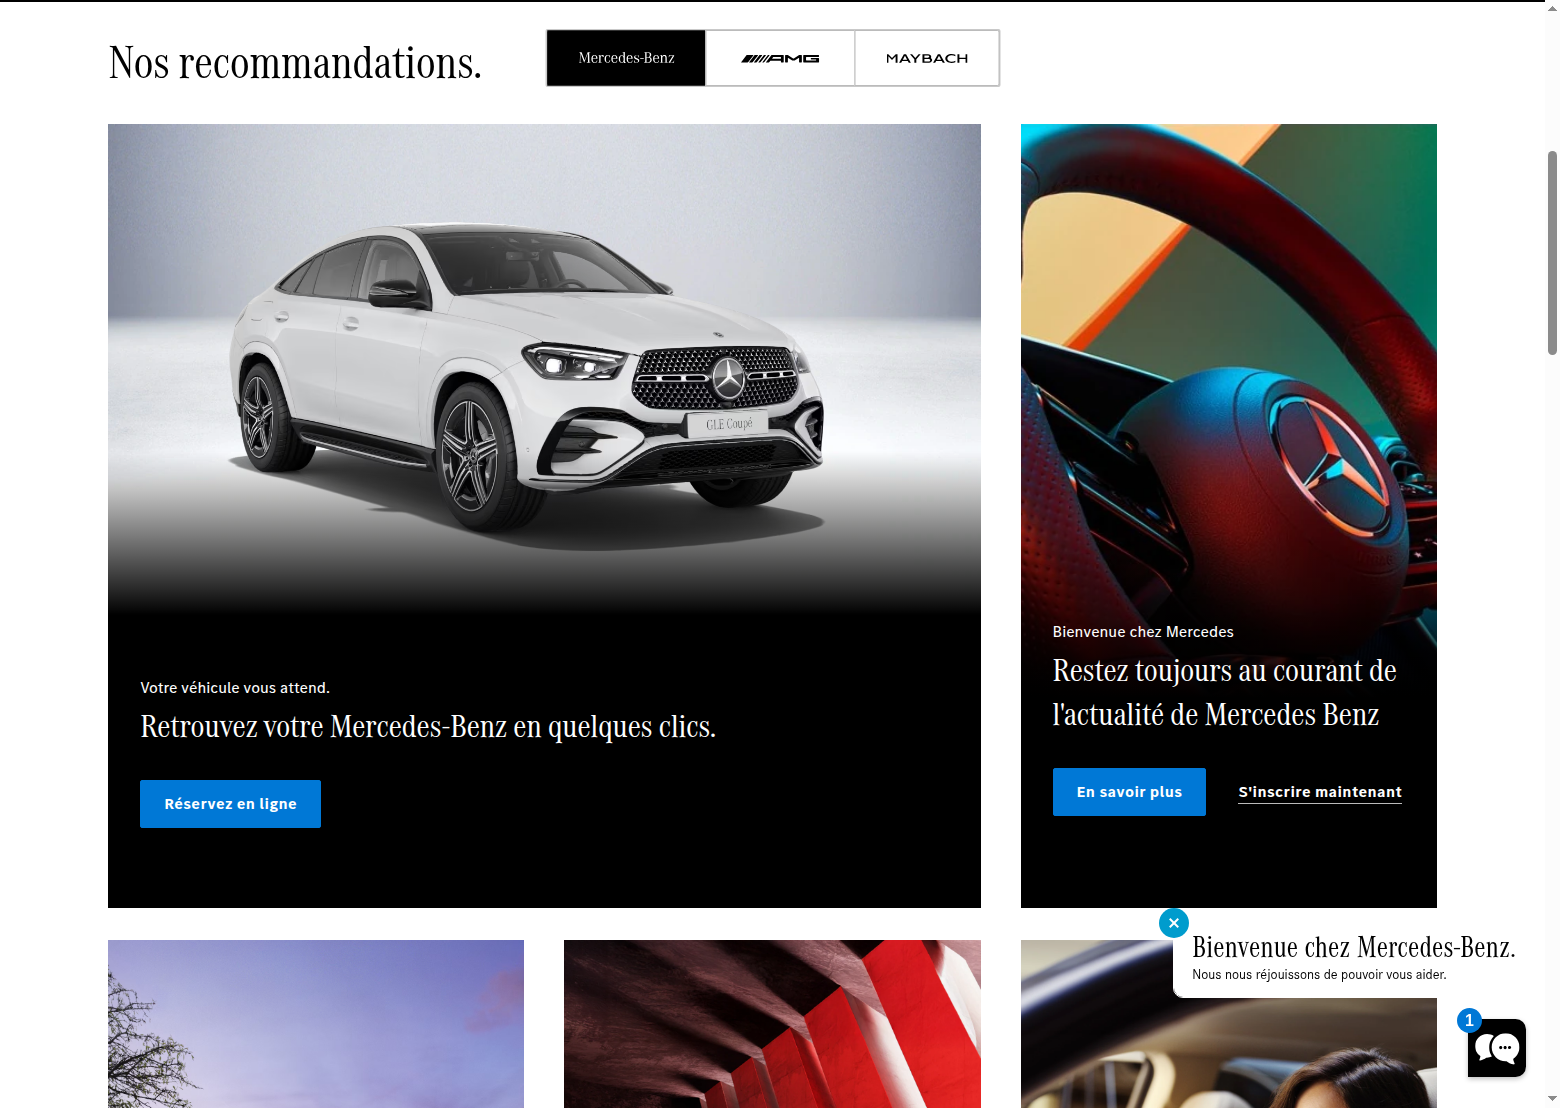 Nos recommandations.
Mercedes-Benz
AMG
MAYBACH
GLE Coupé
Votre véhicule vous attend.
Retrouvez votre Mercedes-Benz en quelques clics.
Réservez en ligne
Bienvenue chez Mercedes
Restez toujours au courant de
l'actualité de Mercedes Benz
En savoir plus
S'inscrire maintenant
Bienvenue chez Mercedes-Benz.
Nous nous réjouissons de pouvoir vous aider.
1